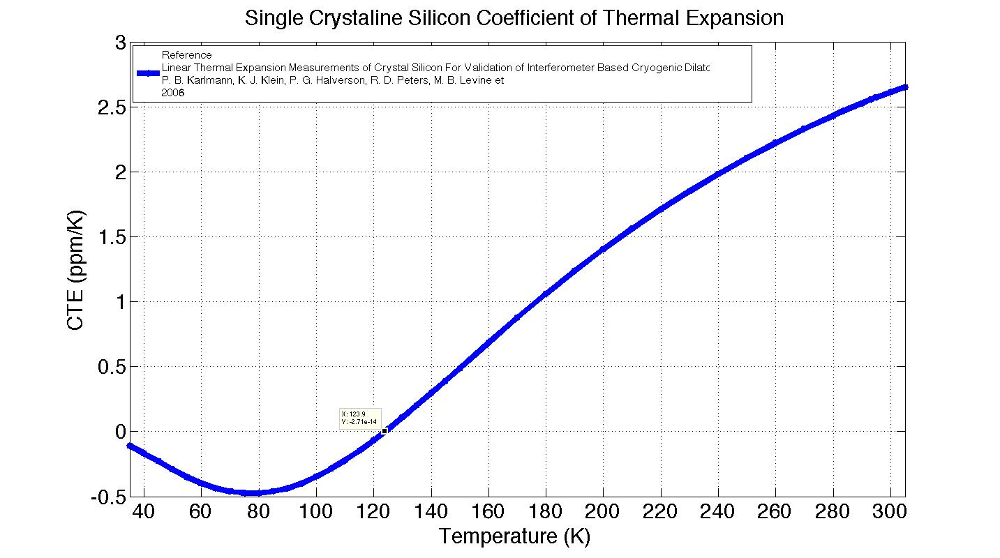 Single Crystaline Silicon Coefficient of Thermal Expansion
Reference
Linear Thermal Expansion Measurements of Crystal Silicon For Validation of Interferometer Based Cryogenic Dilato
P. B. Karlmann, K. J. Klein, P. G. Halverson, R. D. Peters, M. B. Levine et
2006
3
2.5
2
1.5
1
0.5
0
-0.5
CTE (ppm/K)
X: 123.9
Y: -2.71e-14
40 60 80 100 120 140 160 180 200 220 240 260 280 300
Temperature (K)